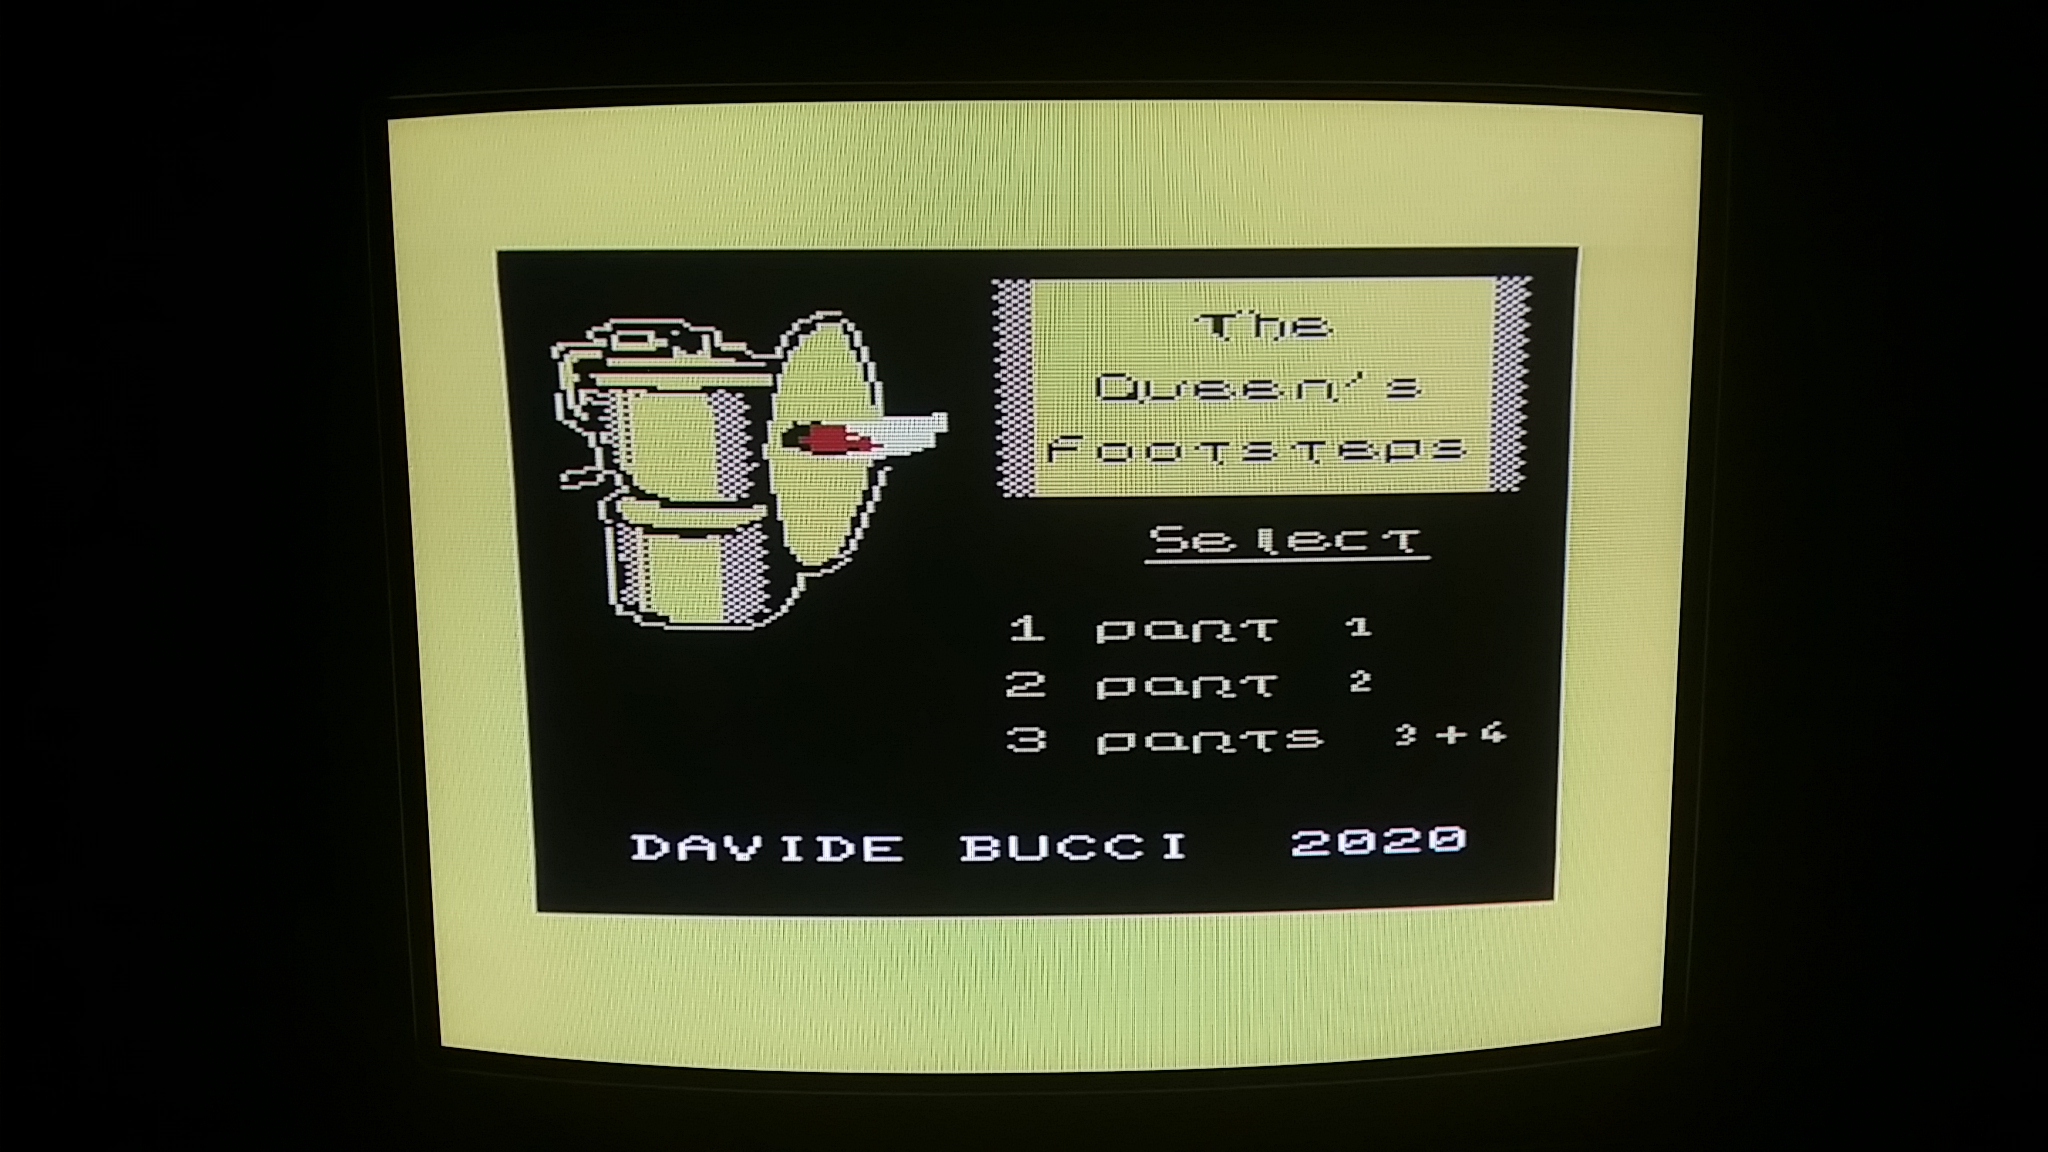 The
Queen's
Footsteps
Select
1 part 1
2 part 2
3 parts 3+4
DAVIDE BUCCI 2020